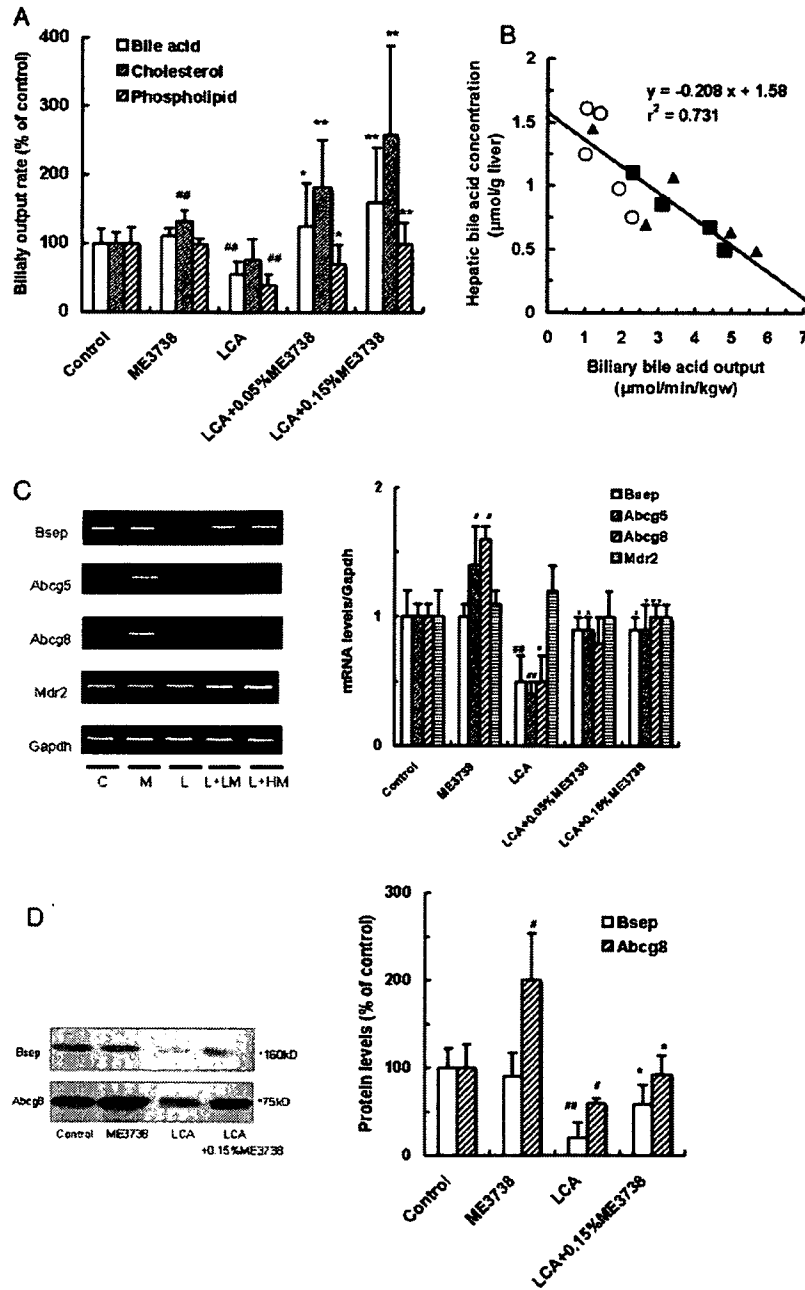 A
Bile acid
Cholesterol
Phospholipid
Biliary output rate (% of control)
400
300
200
100
0
##
##
##
*
**
*
**
**
**
Control
ME3738
LCA
LCA+0.05%ME3738
LCA+0.15%ME3738
B
Hepatic bile acid concentration
(μmol/g liver)
2
1.5
1
0.5
0
y = -0.208 x + 1.58
r² = 0.731
0 1 2 3 4 5 6 7
Biliary bile acid output
(μmol/min/kgw)
C
Bsep
Abcg5
Abcg8
Mdr2
Gapdh
C M L L+LM L+HM
mRNA levels/Gapdh
2
1
0
Bsep
Abcg5
Abcg8
Mdr2
# #
##
##
Control
ME3738
LCA
LCA+0.05%ME3738
LCA+0.15%ME3738
D
Bsep
Abcg8
160kD
75kD
Control ME3738 LCA LCA
+0.15%ME3738
Protein levels (% of control)
300
200
100
0
Bsep
Abcg8
#
##
#
*
*
Control
ME3738
LCA
LCA+0.15%ME3738